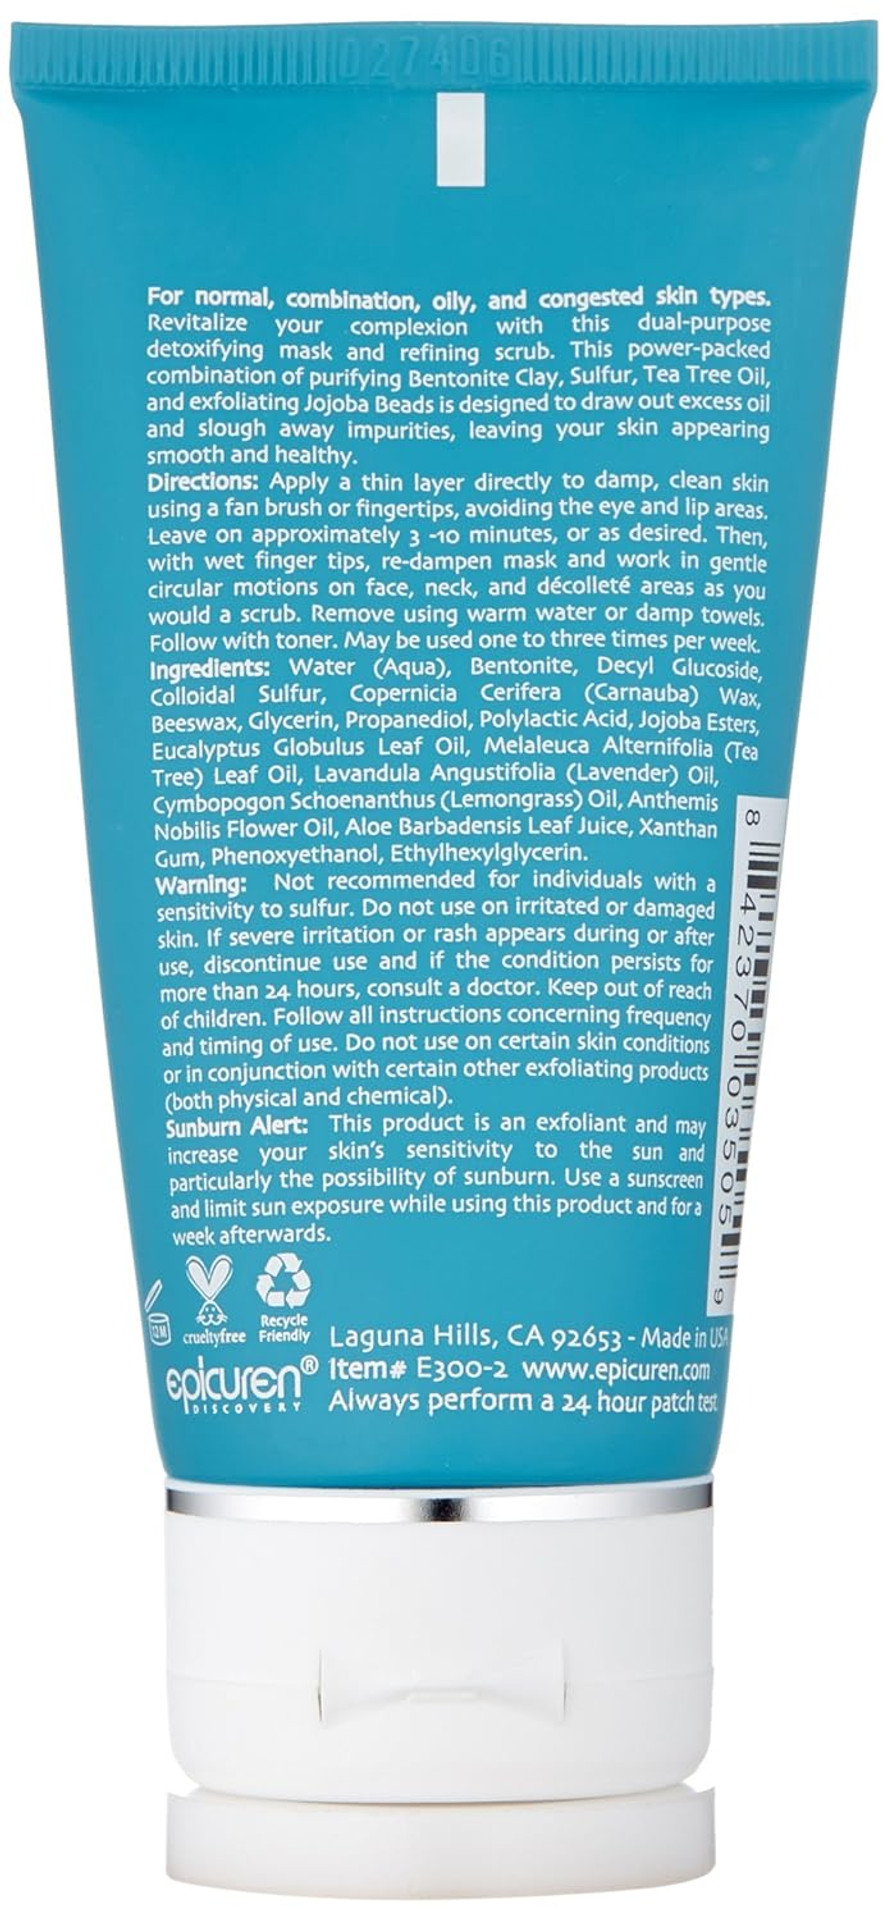 027406
For normal, combination, oily, and congested skin types.
Revitalize your complexion with this dual-purpose
detoxifying mask and refining scrub. This power-packed
combination of purifying Bentonite Clay, Sulfur, Tea Tree Oil,
and exfoliating Jojoba Beads is designed to draw out excess oil
and slough away impurities, leaving your skin appearing
smooth and healthy.
Directions: Apply a thin layer directly to damp, clean skin
using a fan brush or fingertips, avoiding the eye and lip areas.
Leave on approximately 3 -10 minutes, or as desired. Then,
with wet finger tips, re-dampen mask and work in gentle
circular motions on face, neck, and décolleté areas as you
would a scrub. Remove using warm water or damp towels.
Follow with toner. May be used one to three times per week.
Ingredients: Water (Aqua), Bentonite, Decyl Glucoside,
Colloidal Sulfur, Copernicia Cerifera (Carnauba) Wax,
Beeswax, Glycerin, Propanediol, Polylactic Acid, Jojoba Esters,
Eucalyptus Globulus Leaf Oil, Melaleuca Alternifolia (Tea
Tree) Leaf Oil, Lavandula Angustifolia (Lavender) Oil,
Cymbopogon Schoenanthus (Lemongrass) Oil, Anthemis
Nobilis Flower Oil, Aloe Barbadensis Leaf Juice, Xanthan
Gum, Phenoxyethanol, Ethylhexylglycerin.
Warning: Not recommended for individuals with a
sensitivity to sulfur. Do not use on irritated or damaged
skin. If severe irritation or rash appears during or after
use, discontinue use and if the condition persists for
more than 24 hours, consult a doctor. Keep out of reach
of children. Follow all instructions concerning frequency
and timing of use. Do not use on certain skin conditions
or in conjunction with certain other exfoliating products
(both physical and chemical).
Sunburn Alert: This product is an exfoliant and may
increase your skin's sensitivity to the sun and
particularly the possibility of sunburn. Use a sunscreen
and limit sun exposure while using this product and for a
week afterwards.
8 42370 03505 9
12M
crueltyfree
Recycle
Friendly
Laguna Hills, CA 92653 - Made in USA
epicuren®
DISCOVERY
Item# E300-2 www.epicuren.com
Always perform a 24 hour patch test